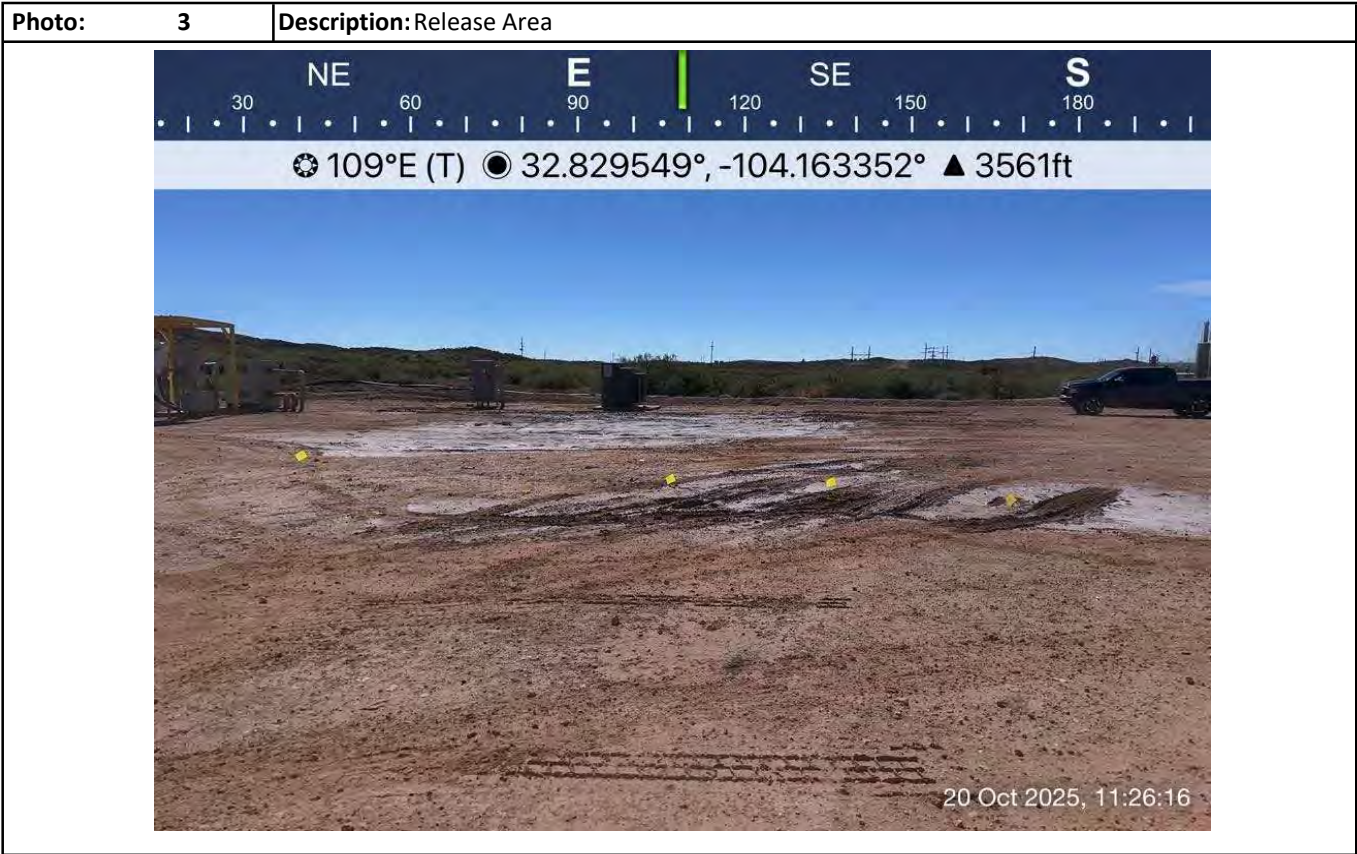 Photo: 3 Description: Release Area
NE E SE S
30 60 90 120 150 180
109°E (T) 32.829549°, -104.163352° ▲ 3561ft
20 Oct 2025, 11:26:16